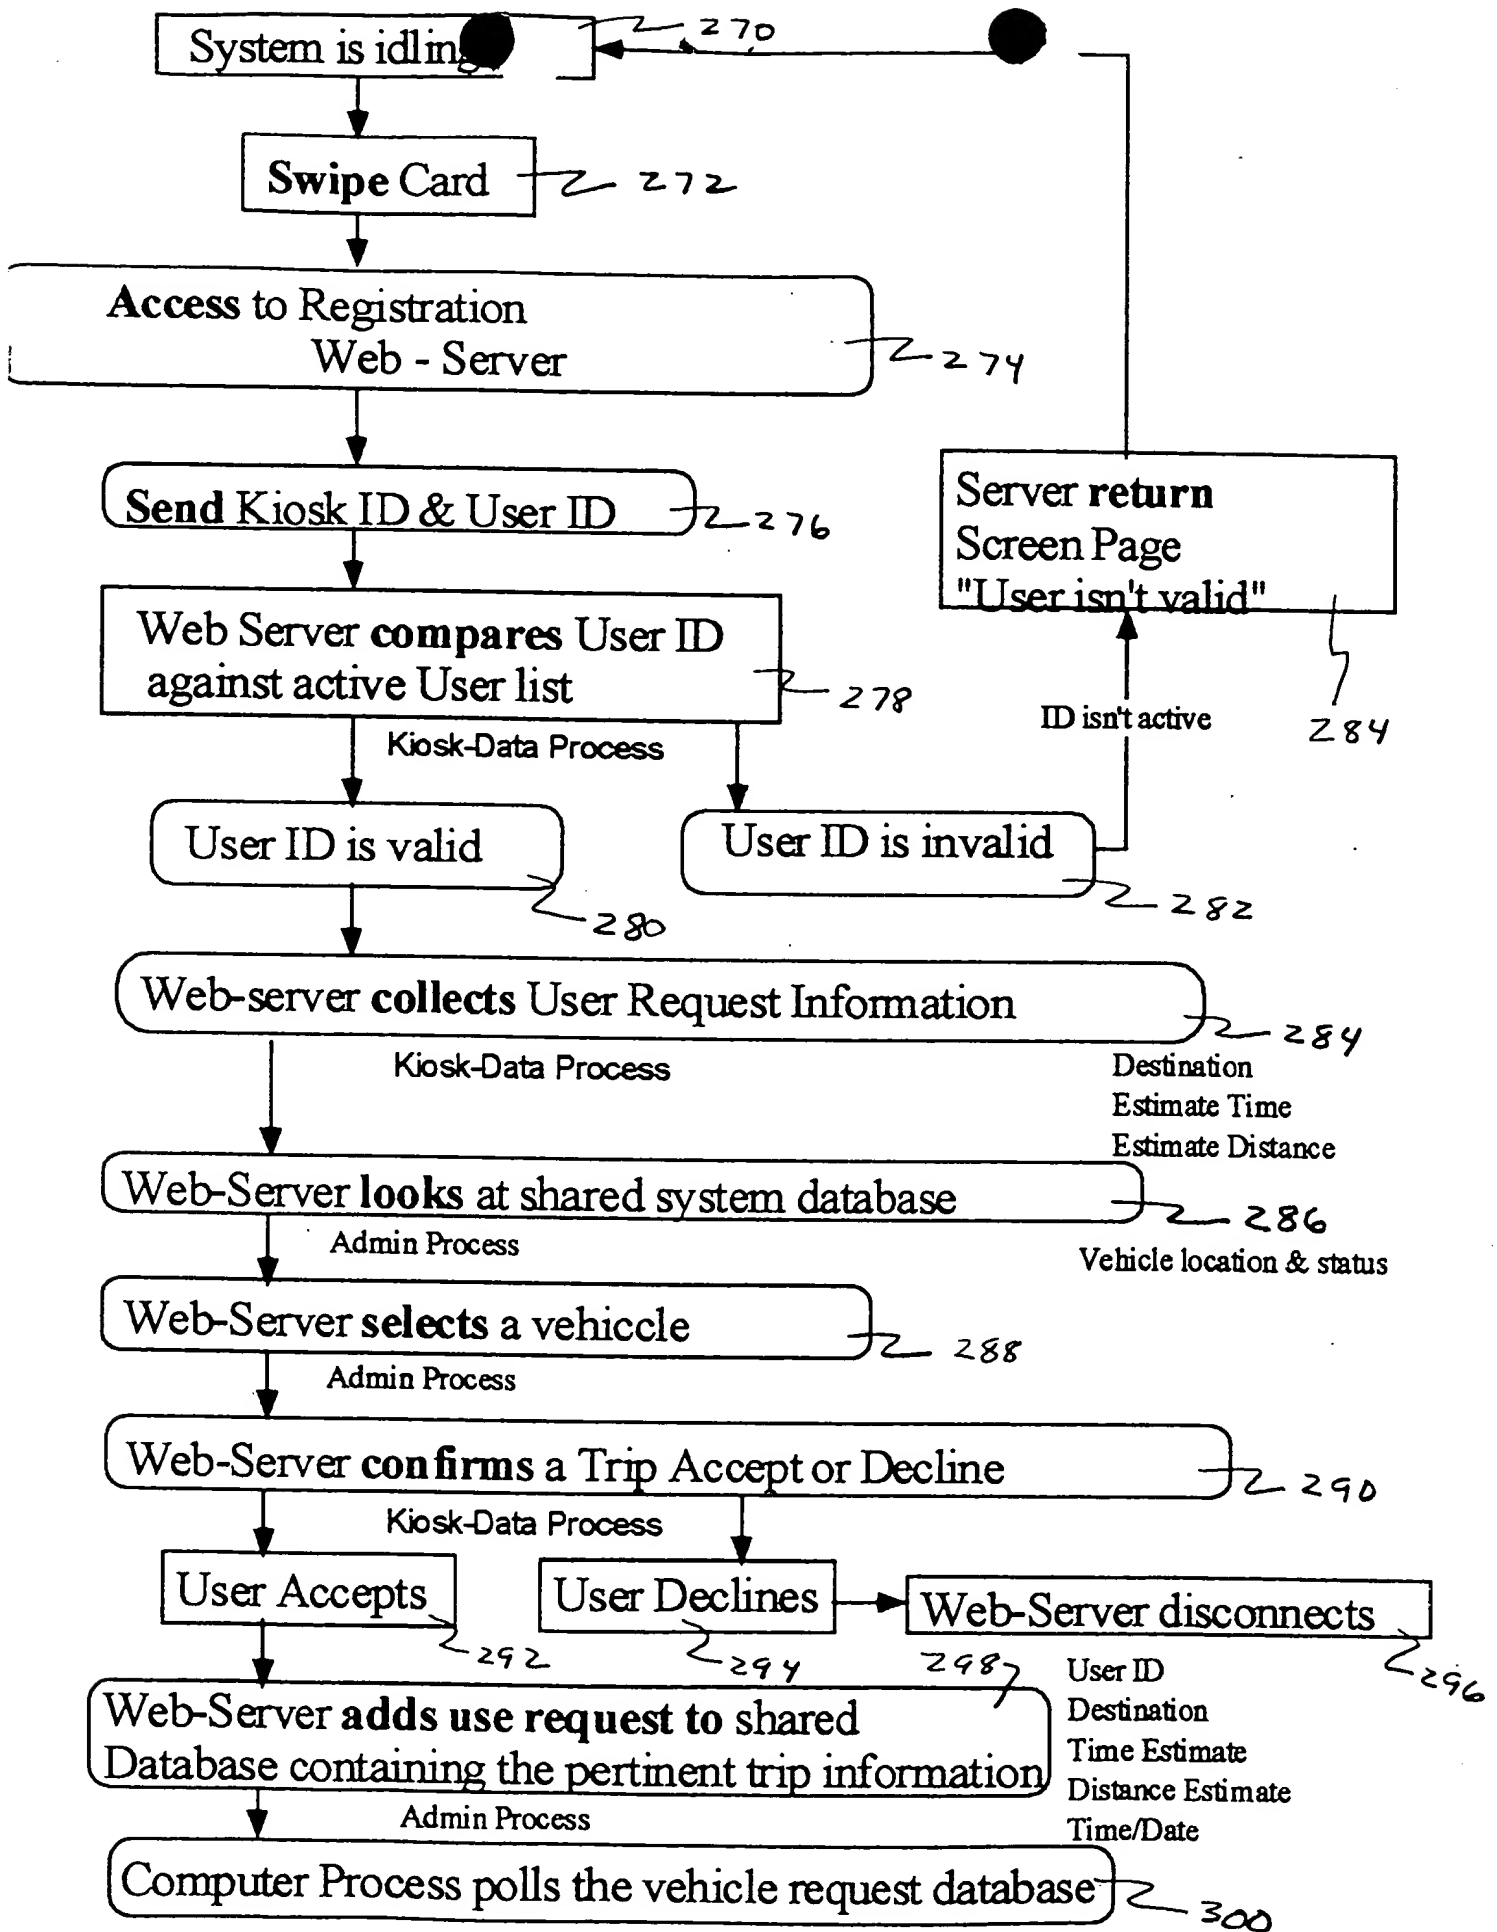 System is idling
270
Swipe Card
272
Access to Registration
Web - Server
274
Send Kiosk ID & User ID
276
Server return
Screen Page
"User isn't valid"
284
Web Server compares User ID
against active User list
278
ID isn't active
Kiosk-Data Process
User ID is valid
280
User ID is invalid
282
Web-server collects User Request Information
284
Kiosk-Data Process
Destination
Estimate Time
Estimate Distance
Web-Server looks at shared system database
286
Admin Process
Vehicle location & status
Web-Server selects a vehiccle
288
Admin Process
Web-Server confirms a Trip Accept or Decline
290
Kiosk-Data Process
User Accepts
292
User Declines
294
Web-Server disconnects
296
298
Web-Server adds use request to shared
Database containing the pertinent trip information
User ID
Destination
Time Estimate
Distance Estimate
Time/Date
Admin Process
Computer Process polls the vehicle request database
300